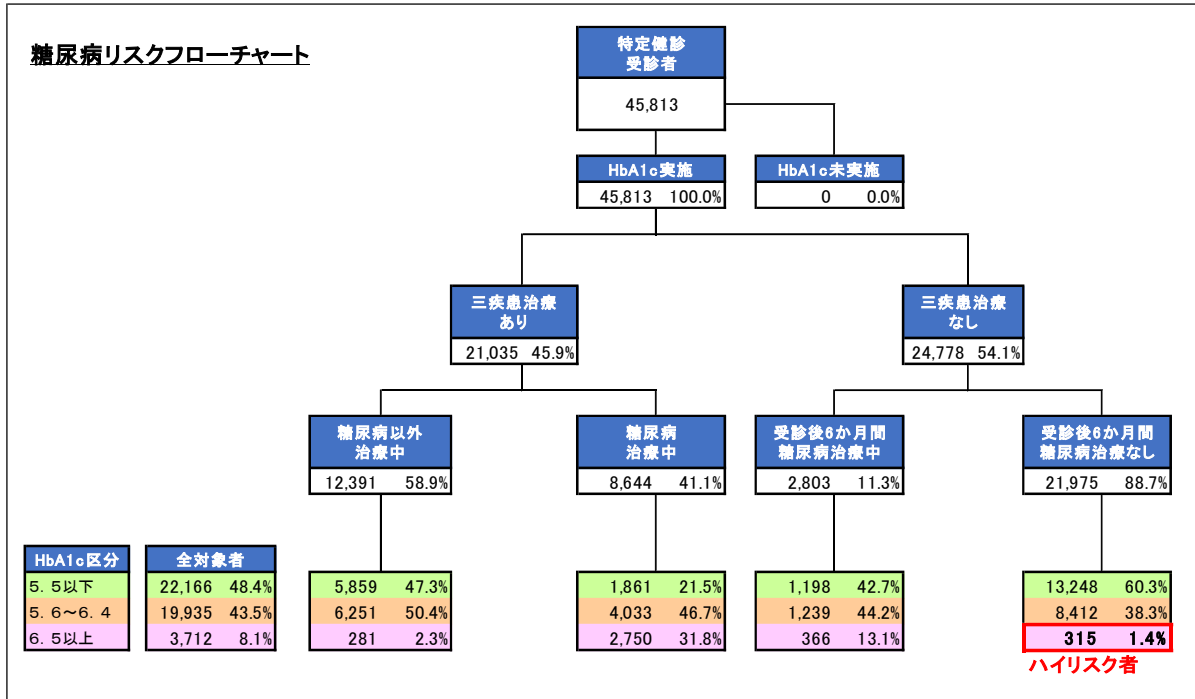 糖尿病リスクフローチャート
特定健診
受診者
45,813
HbA1c実施
45,813 100.0%
HbA1c未実施
0 0.0%
三疾患治療
あり
21,035 45.9%
三疾患治療
なし
24,778 54.1%
糖尿病以外
治療中
12,391 58.9%
糖尿病
治療中
8,644 41.1%
受診後6か月間
糖尿病治療中
2,803 11.3%
受診後6か月間
糖尿病治療なし
21,975 88.7%
HbA1c区分 全対象者
5.5以下 22,166 48.4% 5,859 47.3% 1,861 21.5% 1,198 42.7% 13,248 60.3%
5.6～6.4 19,935 43.5% 6,251 50.4% 4,033 46.7% 1,239 44.2% 8,412 38.3%
6.5以上 3,712 8.1% 281 2.3% 2,750 31.8% 366 13.1% 315 1.4%
ハイリスク者